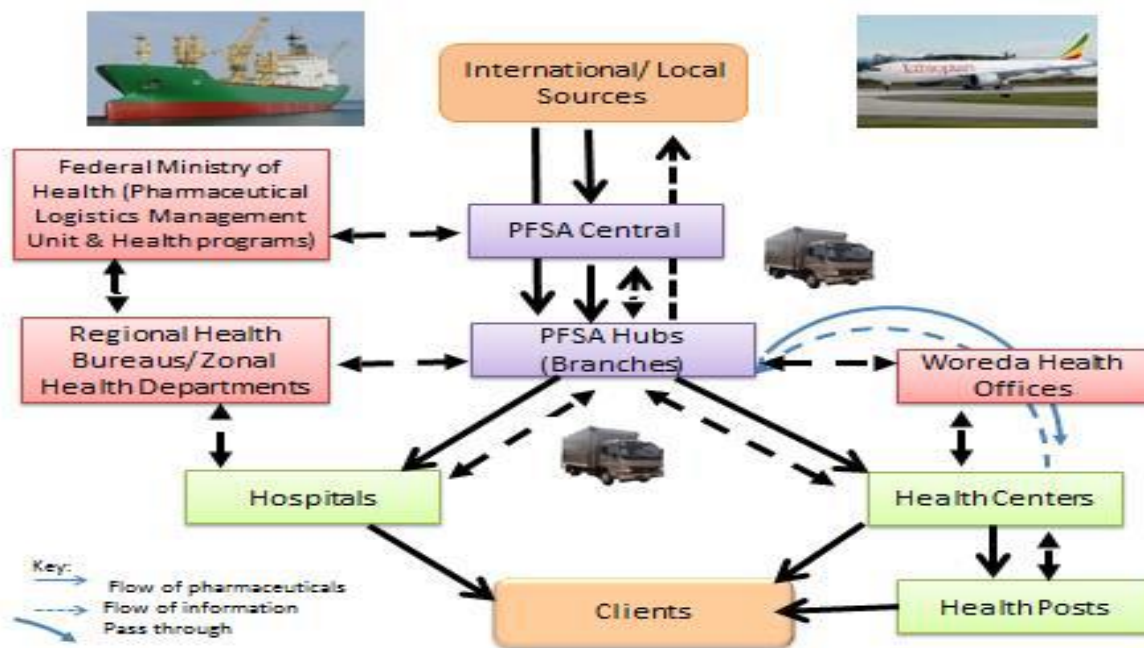 International/ Local
Sources
Ethiopian
Federal Ministry of
Health (Pharmaceutical
Logistics Management
Unit & Health programs)
PFSA Central
Regional Health
Bureaus/Zonal
Health Departments
PFSA Hubs
(Branches)
Woreda Health
Offices
Hospitals
Health Centers
Key:
Flow of pharmaceuticals
Flow of information
Pass through
Clients
Health Posts